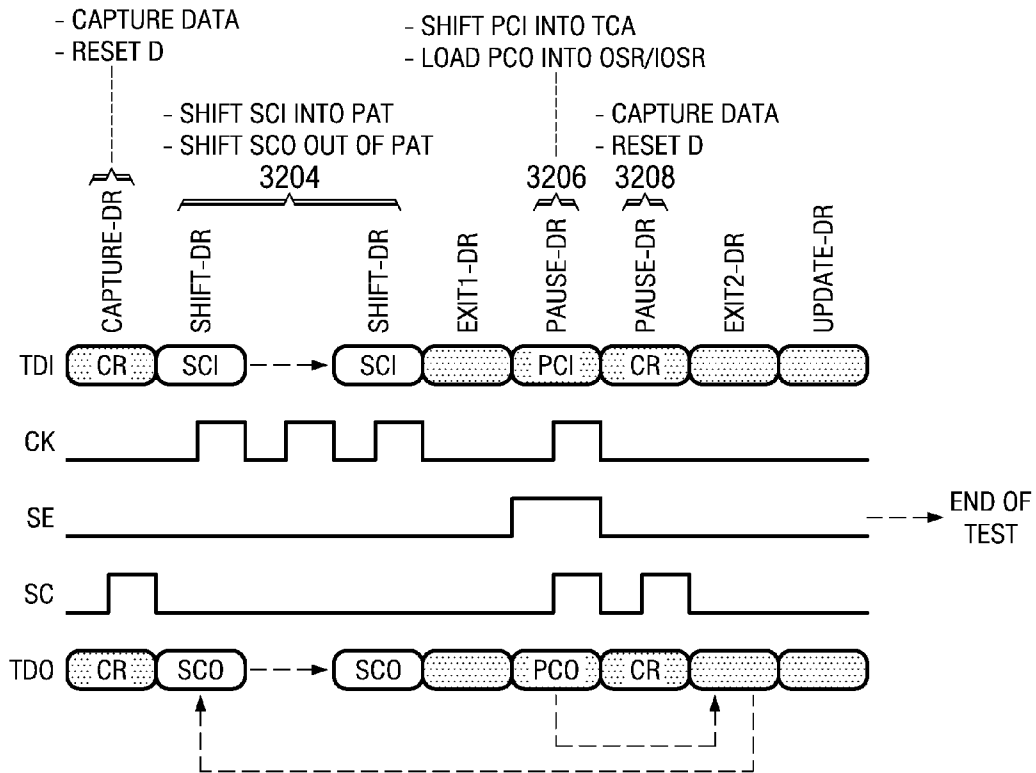 - CAPTURE DATA
- RESET D
- SHIFT PCI INTO TCA
- LOAD PCO INTO OSR/IOSR
- SHIFT SCI INTO PAT
- SHIFT SCO OUT OF PAT
- CAPTURE DATA
- RESET D
3204
3206
3208
CAPTURE-DR
SHIFT-DR
SHIFT-DR
EXIT1-DR
PAUSE-DR
PAUSE-DR
EXIT2-DR
UPDATE-DR
TDI CR SCI SCI PCI CR
CK
SE
END OF
TEST
SC
TDO CR SCO SCO PCO CR